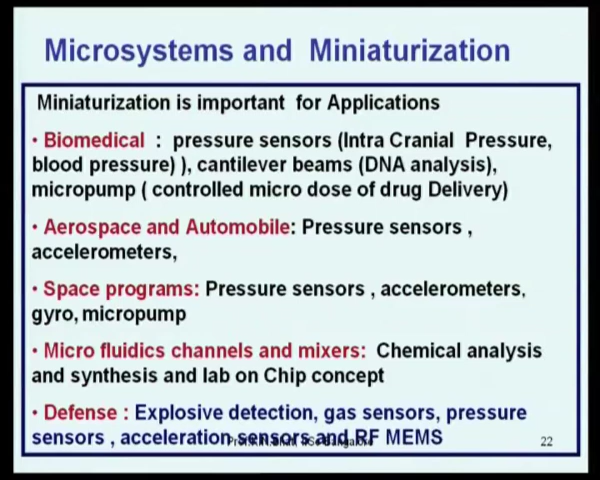 Microsystems and Miniaturization
Miniaturization is important for Applications
• Biomedical : pressure sensors (Intra Cranial Pressure,
blood pressure) ), cantilever beams (DNA analysis),
micropump ( controlled micro dose of drug Delivery)
• Aerospace and Automobile: Pressure sensors ,
accelerometers,
• Space programs: Pressure sensors , accelerometers,
gyro, micropump
• Micro fluidics channels and mixers: Chemical analysis
and synthesis and lab on Chip concept
• Defense : Explosive detection, gas sensors, pressure
sensors , acceleration sensors and RF MEMS
22